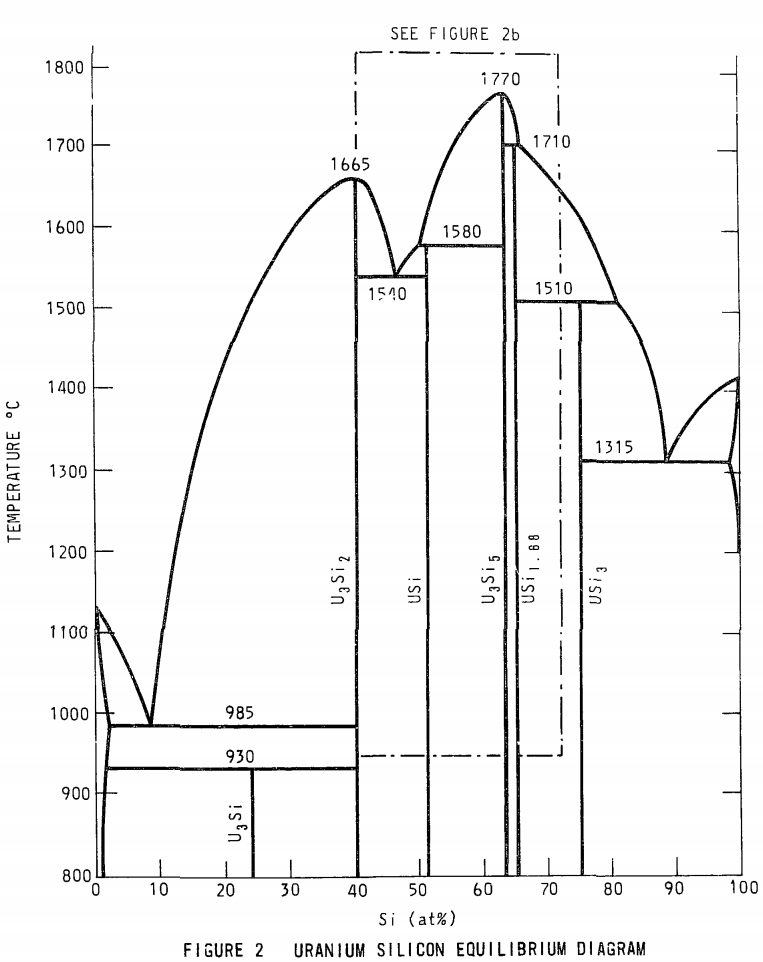 SEE FIGURE 2b
1770
1800
1700
1710
1665
1600
1580
1540
1510
1500
1400
1315
1300
1200
1100
1000
985
930
900
800
TEMPERATURE °C
U₃Si
U₃Si₂
USi
U₃Si₅
USi₁.₈₈
USi₃
0 10 20 30 40 50 60 70 80 90 100
Si (at%)
FIGURE 2 URANIUM SILICON EQUILIBRIUM DIAGRAM